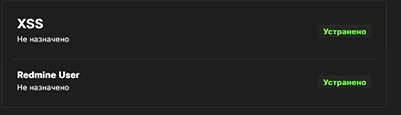 XSS
Не назначено
Устранено
Redmine User
Не назначено
Устранено